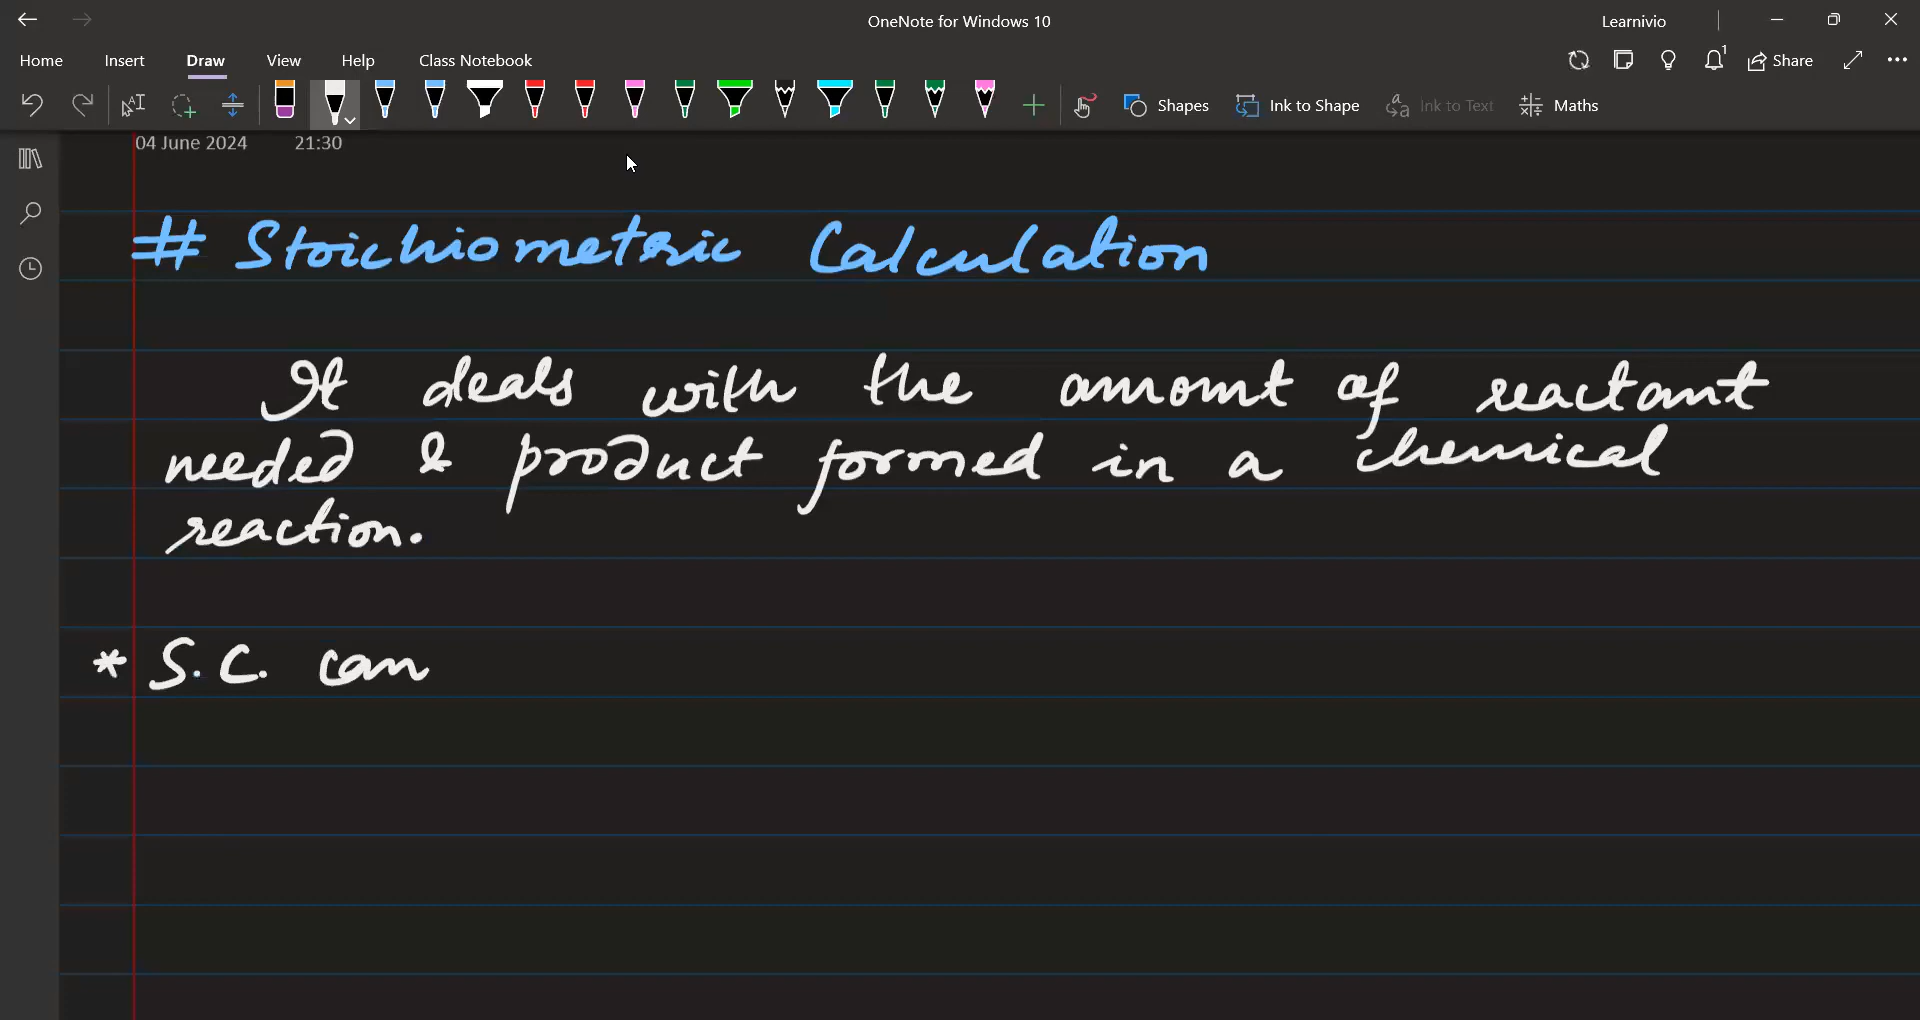 OneNote for Windows 10
Learnivio
Home Insert Draw View Help Class Notebook
1
Share
Shapes Ink to Shape Ink to Text Maths
04 June 2024 21:30
# Stoichiometric Calculation
It deals with the amount of reactant
needed & product formed in a chemical
reaction.
* S.C. can